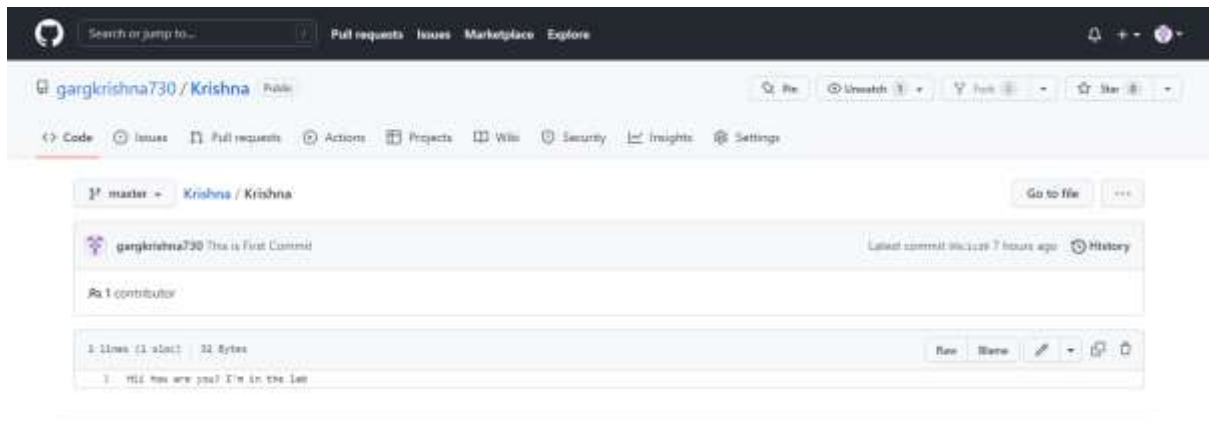 Search or jump to... / Pull requests Issues Marketplace Explore
gargkrishna730 / Krishna Public Pin Unwatch 1 Fork 0 Star 0
<> Code Issues Pull requests Actions Projects Wiki Security Insights Settings
master Krishna / Krishna Go to file ...
gargkrishna730 This is First Commit Latest commit 7 hours ago History
1 contributor
1 lines (1 sloc) 32 Bytes Raw Blame
1 Hi! How are you? I'm in the lab